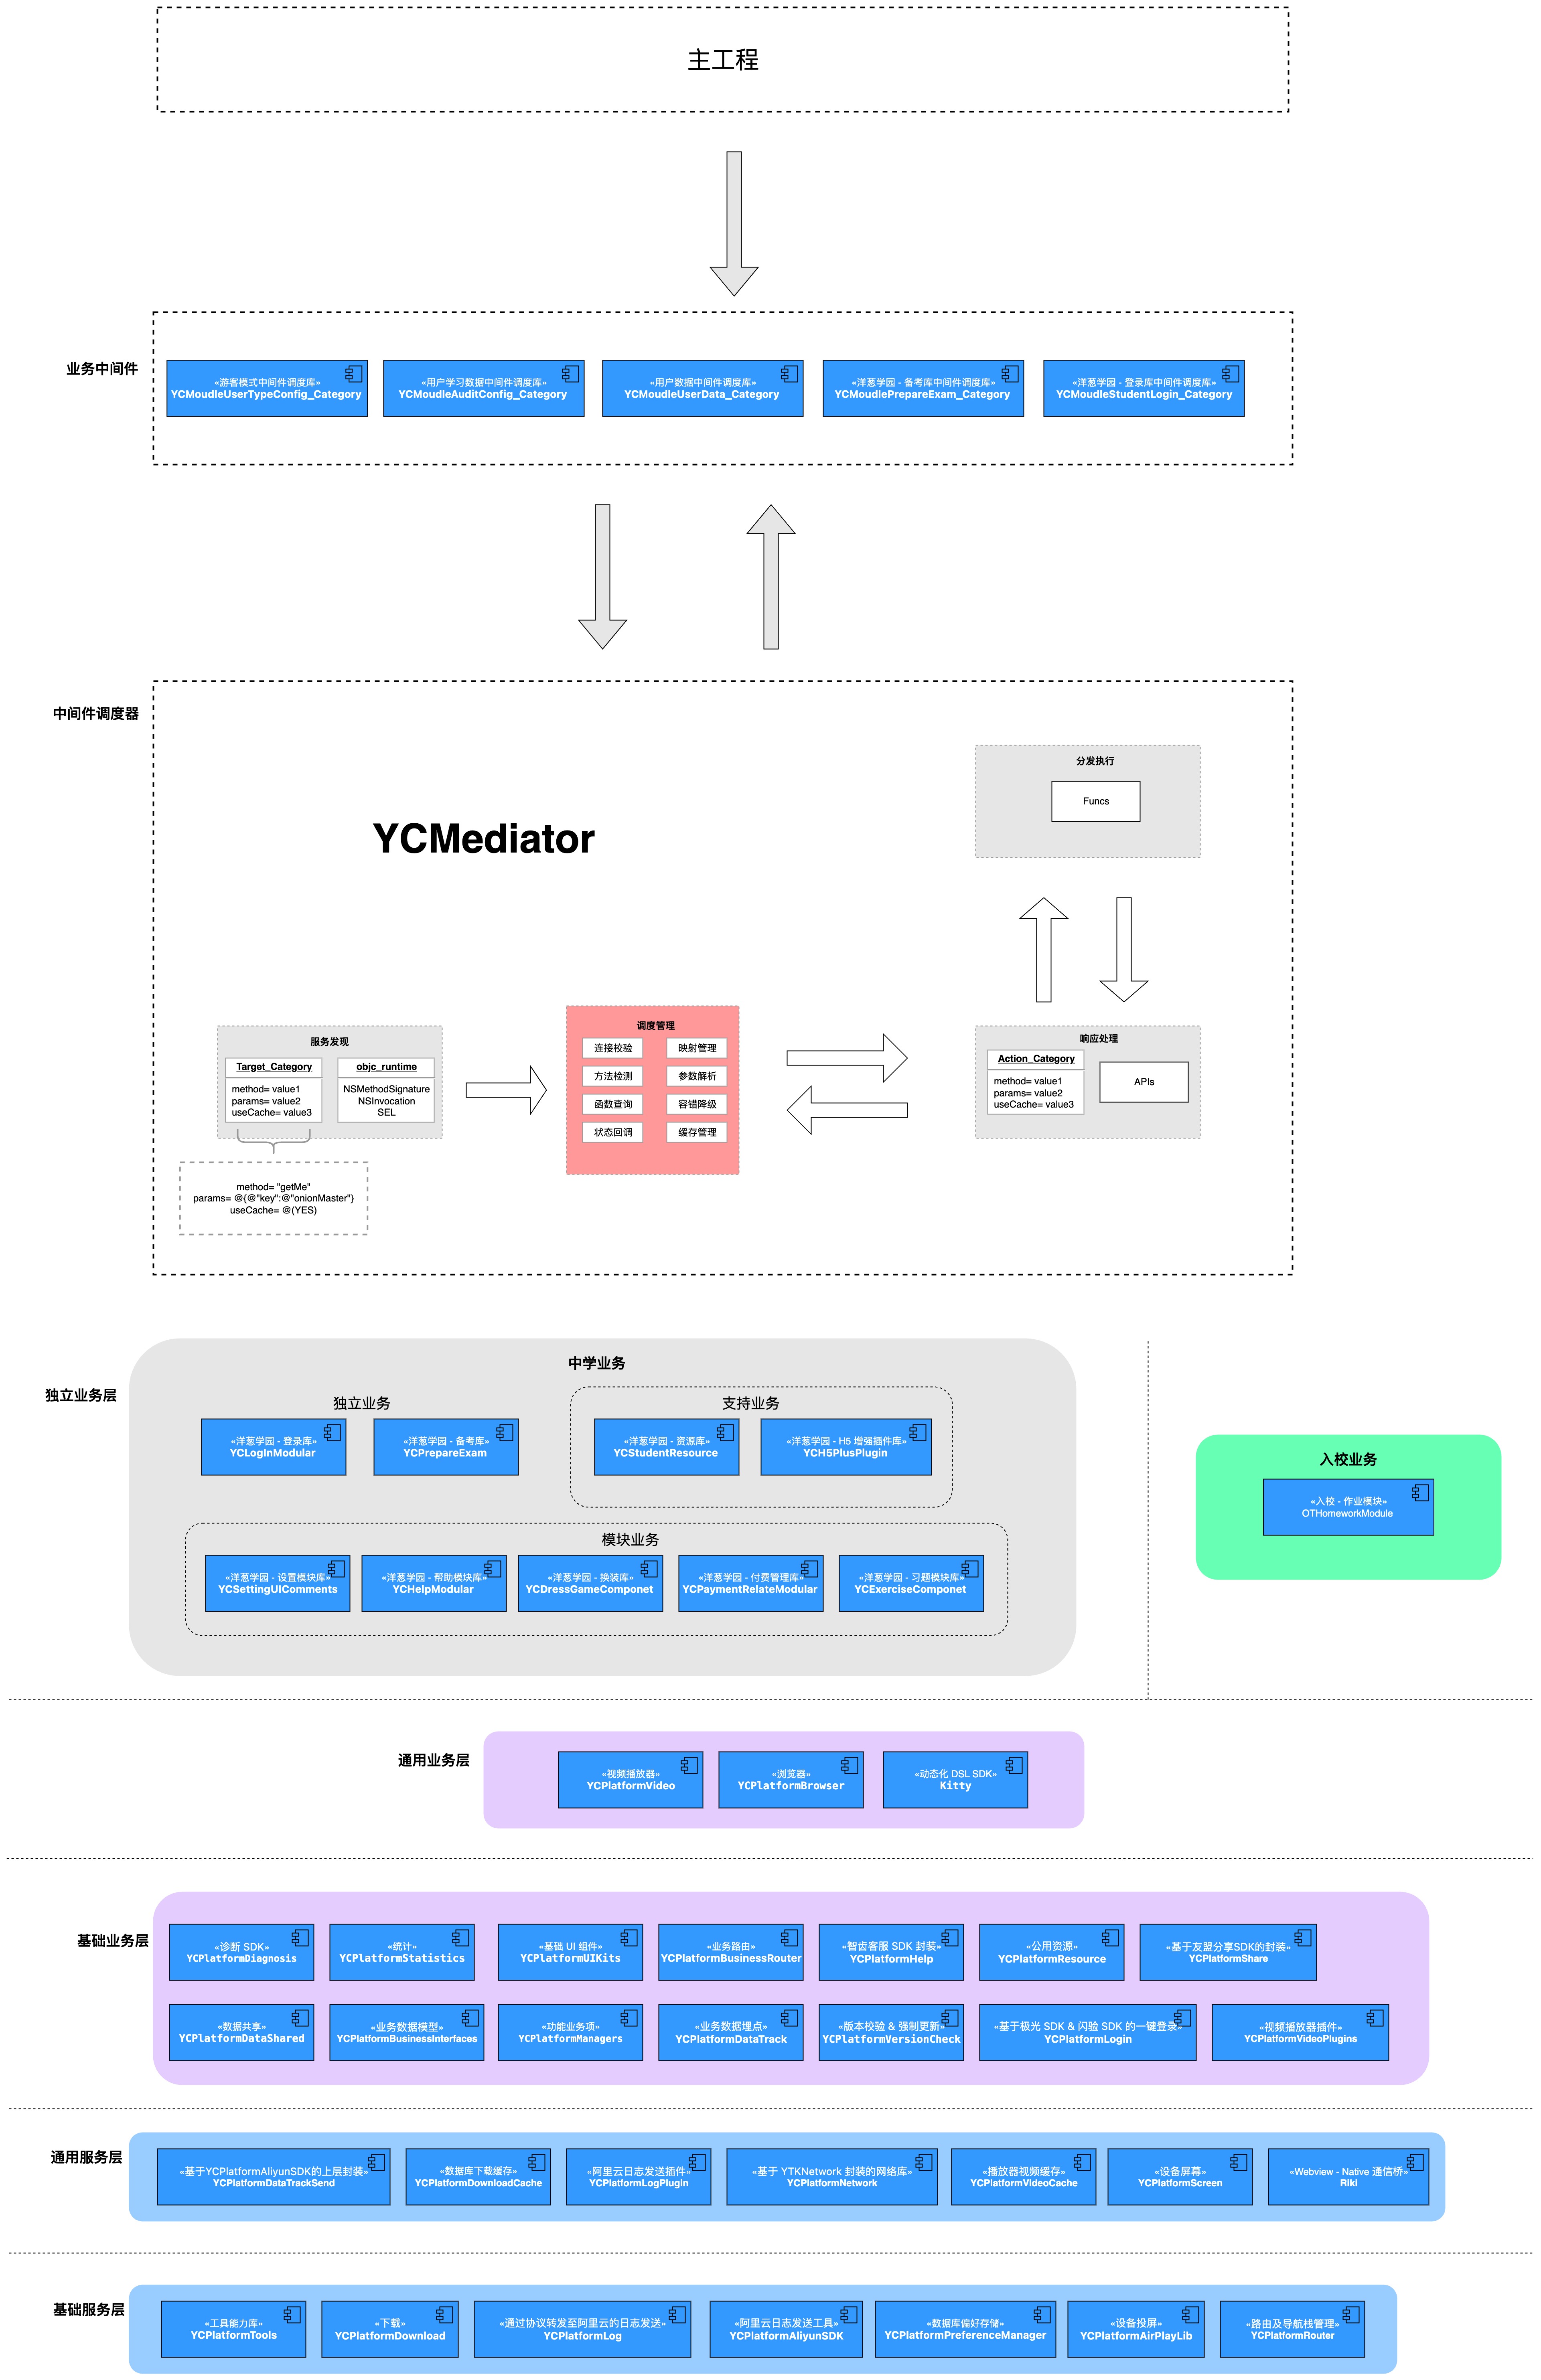 主工程
业务中间件
«游客模式中间件调度库»
YCMoudleUserTypeConfig_Category
«用户学习数据中间件调度库»
YCMoudleAuditConfig_Category
«用户数据中间件调度库»
YCMoudleUserData_Category
«洋葱学园 - 备考库中间件调度库»
YCMoudlePrepareExam_Category
«洋葱学园 - 登录库中间件调度库»
YCMoudleStudentLogin_Category
中间件调度器
YCMediator
分发执行
Funcs
服务发现
Target_Category
method= value1
params= value2
useCache= value3
objc_runtime
NSMethodSignature
NSInvocation
SEL
method= "getMe"
params= @{@"key":@"onionMaster"}
useCache= @(YES)
调度管理
连接校验
映射管理
方法检测
参数解析
函数查询
容错降级
状态回调
缓存管理
响应处理
Action_Category
method= value1
params= value2
useCache= value3
APIs
独立业务层
中学业务
独立业务
«洋葱学园 - 登录库»
YCLogInModular
«洋葱学园 - 备考库»
YCPrepareExam
支持业务
«洋葱学园 - 资源库»
YCStudentResource
«洋葱学园 - H5 增强插件库»
YCH5PlusPlugin
模块业务
«洋葱学园 - 设置模块库»
YCSettingUIComments
«洋葱学园 - 帮助模块库»
YCHelpModular
«洋葱学园 - 换装库»
YCDressGameComponet
«洋葱学园 - 付费管理库»
YCPaymentRelateModular
«洋葱学园 - 习题模块库»
YCExerciseComponet
入校业务
«入校 - 作业模块»
OTHomeworkModule
通用业务层
«视频播放器»
YCPlatformVideo
«浏览器»
YCPlatformBrowser
«动态化 DSL SDK»
Kitty
基础业务层
«诊断 SDK»
YCPlatformDiagnosis
«统计»
YCPlatformStatistics
«基础 UI 组件»
YCPlatformUIKits
«业务路由»
YCPlatformBusinessRouter
«智齿客服 SDK 封装»
YCPlatformHelp
«公用资源»
YCPlatformResource
«基于友盟分享SDK的封装»
YCPlatformShare
«数据共享»
YCPlatformDataShared
«业务数据模型»
YCPlatformBusinessInterfaces
«功能业务项»
YCPlatformManagers
«业务数据埋点»
YCPlatformDataTrack
«版本校验 & 强制更新»
YCPlatformVersionCheck
«基于极光 SDK & 闪验 SDK 的一键登录»
YCPlatformLogin
«视频播放器插件»
YCPlatformVideoPlugins
通用服务层
«基于YCPlatformAliyunSDK的上层封装»
YCPlatformDataTrackSend
«数据库下载缓存»
YCPlatformDownloadCache
«阿里云日志发送插件»
YCPlatformLogPlugin
«基于 YTKNetwork 封装的网络库»
YCPlatformNetwork
«播放器视频缓存»
YCPlatformVideoCache
«设备屏幕»
YCPlatformScreen
«Webview - Native 通信桥»
Riki
基础服务层
«工具能力库»
YCPlatformTools
«下载»
YCPlatformDownload
«通过协议转发至阿里云的日志发送»
YCPlatformLog
«阿里云日志发送工具»
YCPlatformAliyunSDK
«数据库偏好存储»
YCPlatformPreferenceManager
«设备投屏»
YCPlatformAirPlayLib
«路由及导航栈管理»
YCPlatformRouter